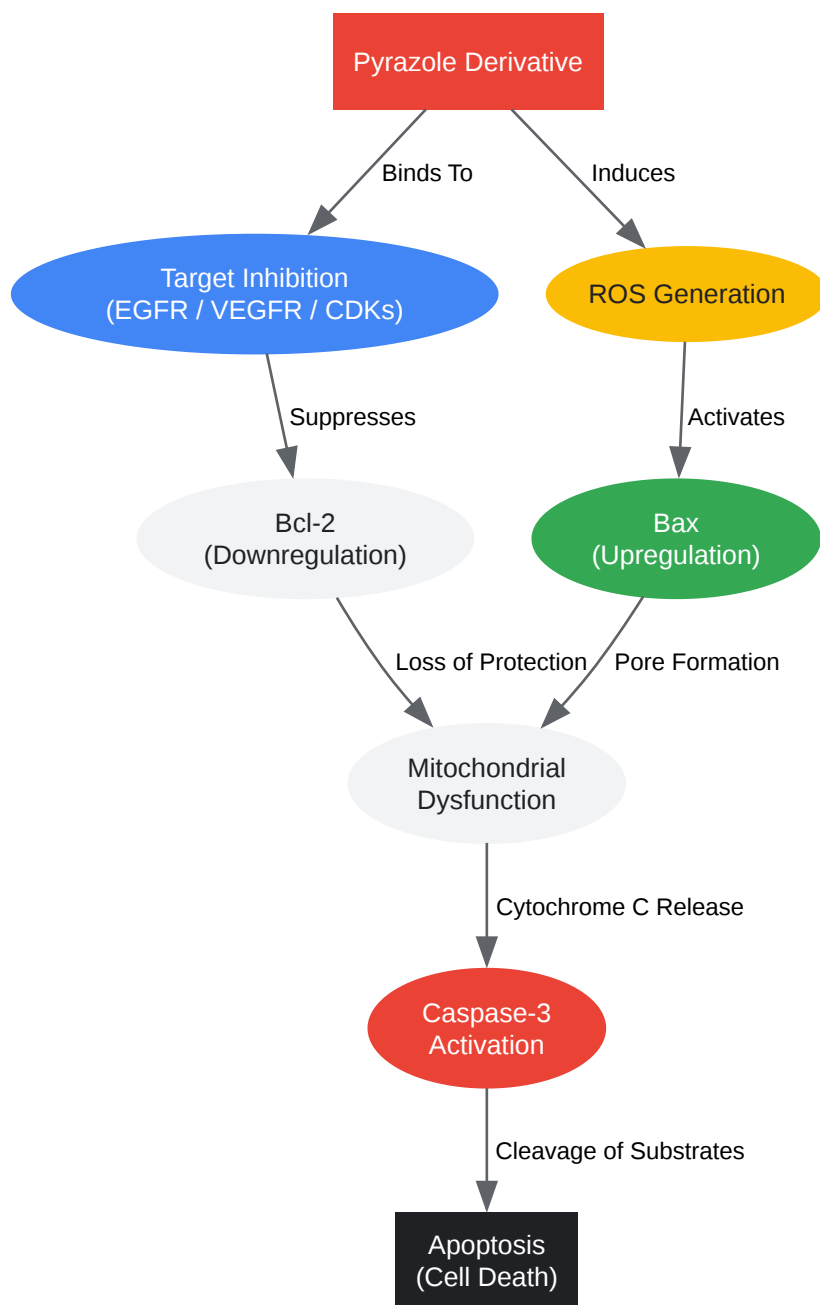 Pyrazole Derivative
Binds To
Induces
Target Inhibition
(EGFR / VEGFR / CDKs)
ROS Generation
Suppresses
Activates
Bcl-2
(Downregulation)
Bax
(Upregulation)
Loss of Protection
Pore Formation
Mitochondrial
Dysfunction
Cytochrome C Release
Caspase-3
Activation
Cleavage of Substrates
Apoptosis
(Cell Death)